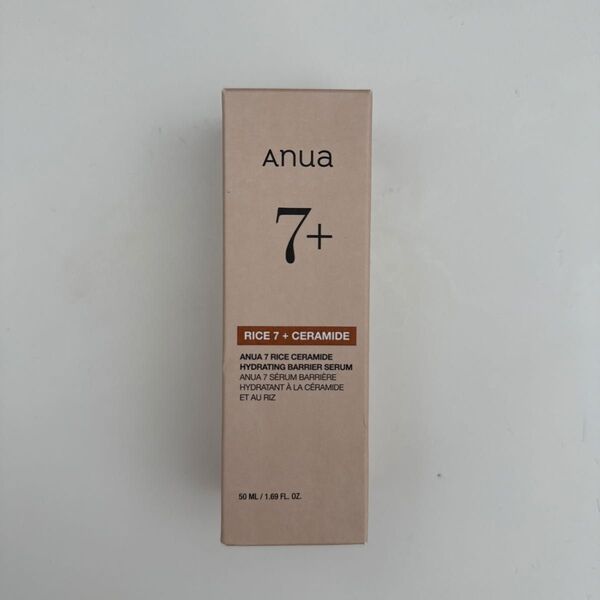 Anua
7+
RICE 7 + CERAMIDE
ANUA 7 RICE CERAMIDE
HYDRATING BARRIER SERUM
ANUA 7 SÉRUM BARRIÈRE
HYDRATANT À LA CÉRAMIDE
ET AU RIZ
50 ML / 1.69 FL. OZ.